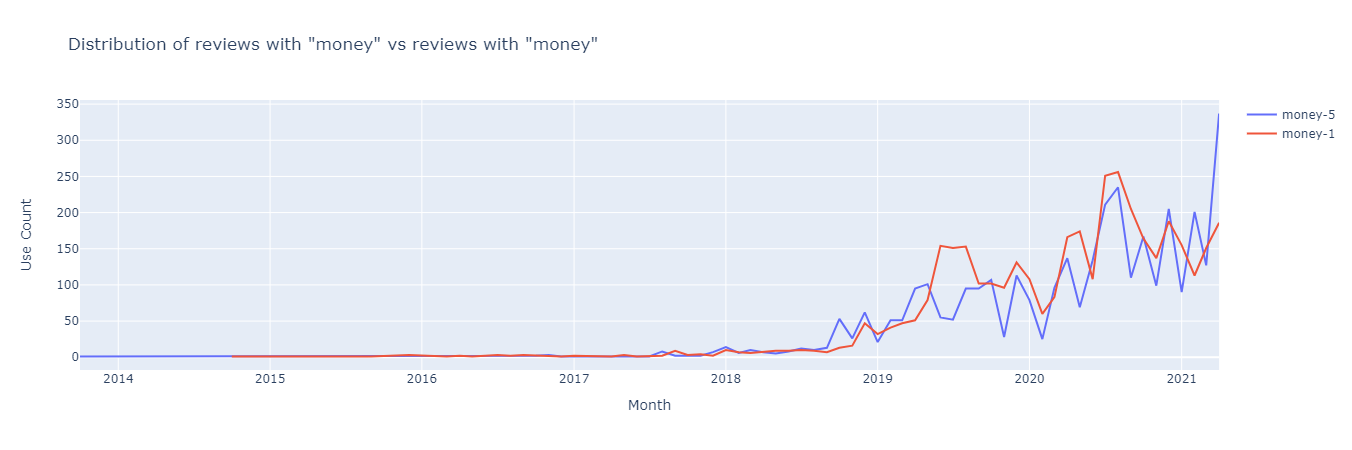 Distribution of reviews with "money" vs reviews with "money"
350
300
250
200
150
100
50
0
Use Count
2014 2015 2016 2017 2018 2019 2020 2021
Month
money-5
money-1